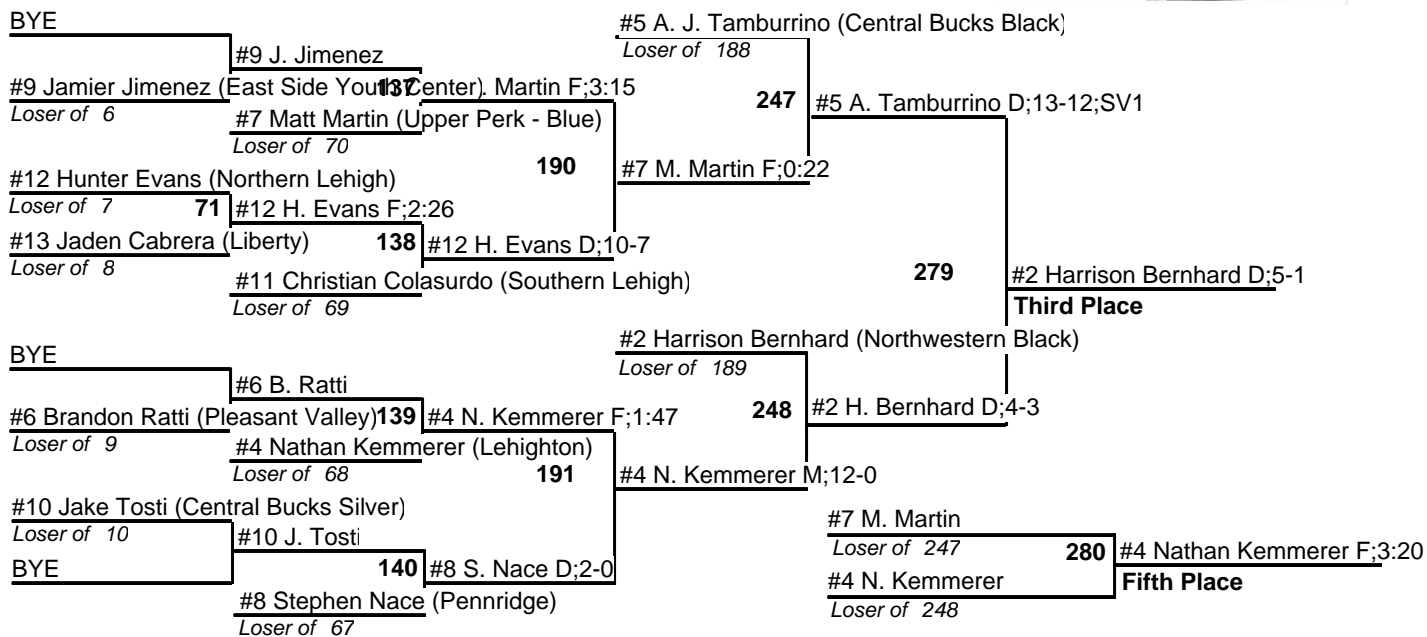 BYE
#5 A. J. Tamburrino (Central Bucks Black)
Loser of 188
#9 J. Jimenez
#9 Jamier Jimenez (East Side Youth Center)
137
. Martin F;3:15
Loser of 6
247
#5 A. Tamburrino D;13-12;SV1
#7 Matt Martin (Upper Perk - Blue)
Loser of 70
190
#7 M. Martin F;0:22
#12 Hunter Evans (Northern Lehigh)
Loser of 7
71
#12 H. Evans F;2:26
#13 Jaden Cabrera (Liberty)
138
#12 H. Evans D;10-7
Loser of 8
279
#2 Harrison Bernhard D;5-1
#11 Christian Colasurdo (Southern Lehigh)
Loser of 69
Third Place
#2 Harrison Bernhard (Northwestern Black)
BYE
Loser of 189
#6 B. Ratti
#6 Brandon Ratti (Pleasant Valley)
139
#4 N. Kemmerer F;1:47
248
#2 H. Bernhard D;4-3
Loser of 9
#4 Nathan Kemmerer (Lehighton)
Loser of 68
191
#4 N. Kemmerer M;12-0
#10 Jake Tosti (Central Bucks Silver)
#7 M. Martin
Loser of 10
#10 J. Tosti
Loser of 247
280
#4 Nathan Kemmerer F;3:20
BYE
140
#8 S. Nace D;2-0
#4 N. Kemmerer
Fifth Place
#8 Stephen Nace (Pennridge)
Loser of 248
Loser of 67